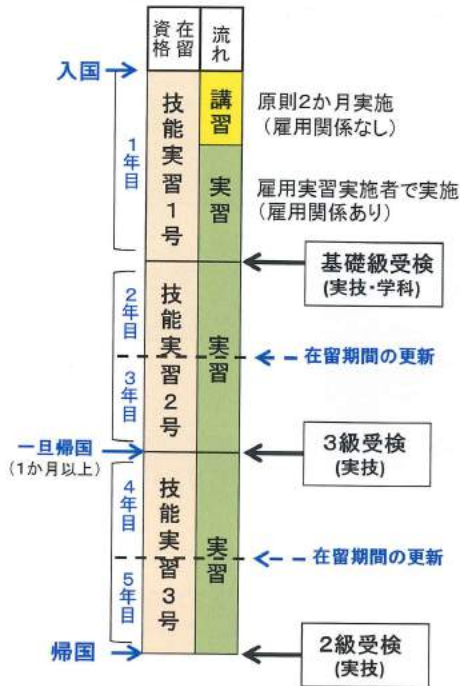 在留資格
流れ
入国
1年目
技能実習1号
講習
原則2か月実施
(雇用関係なし)
実習
雇用実習実施者で実施
(雇用関係あり)
基礎級受検
(実技・学科)
2年目
技能実習2号
実習
在留期間の更新
3年目
一旦帰国
(1か月以上)
3級受検
(実技)
4年目
技能実習3号
実習
在留期間の更新
5年目
帰国
2級受検
(実技)